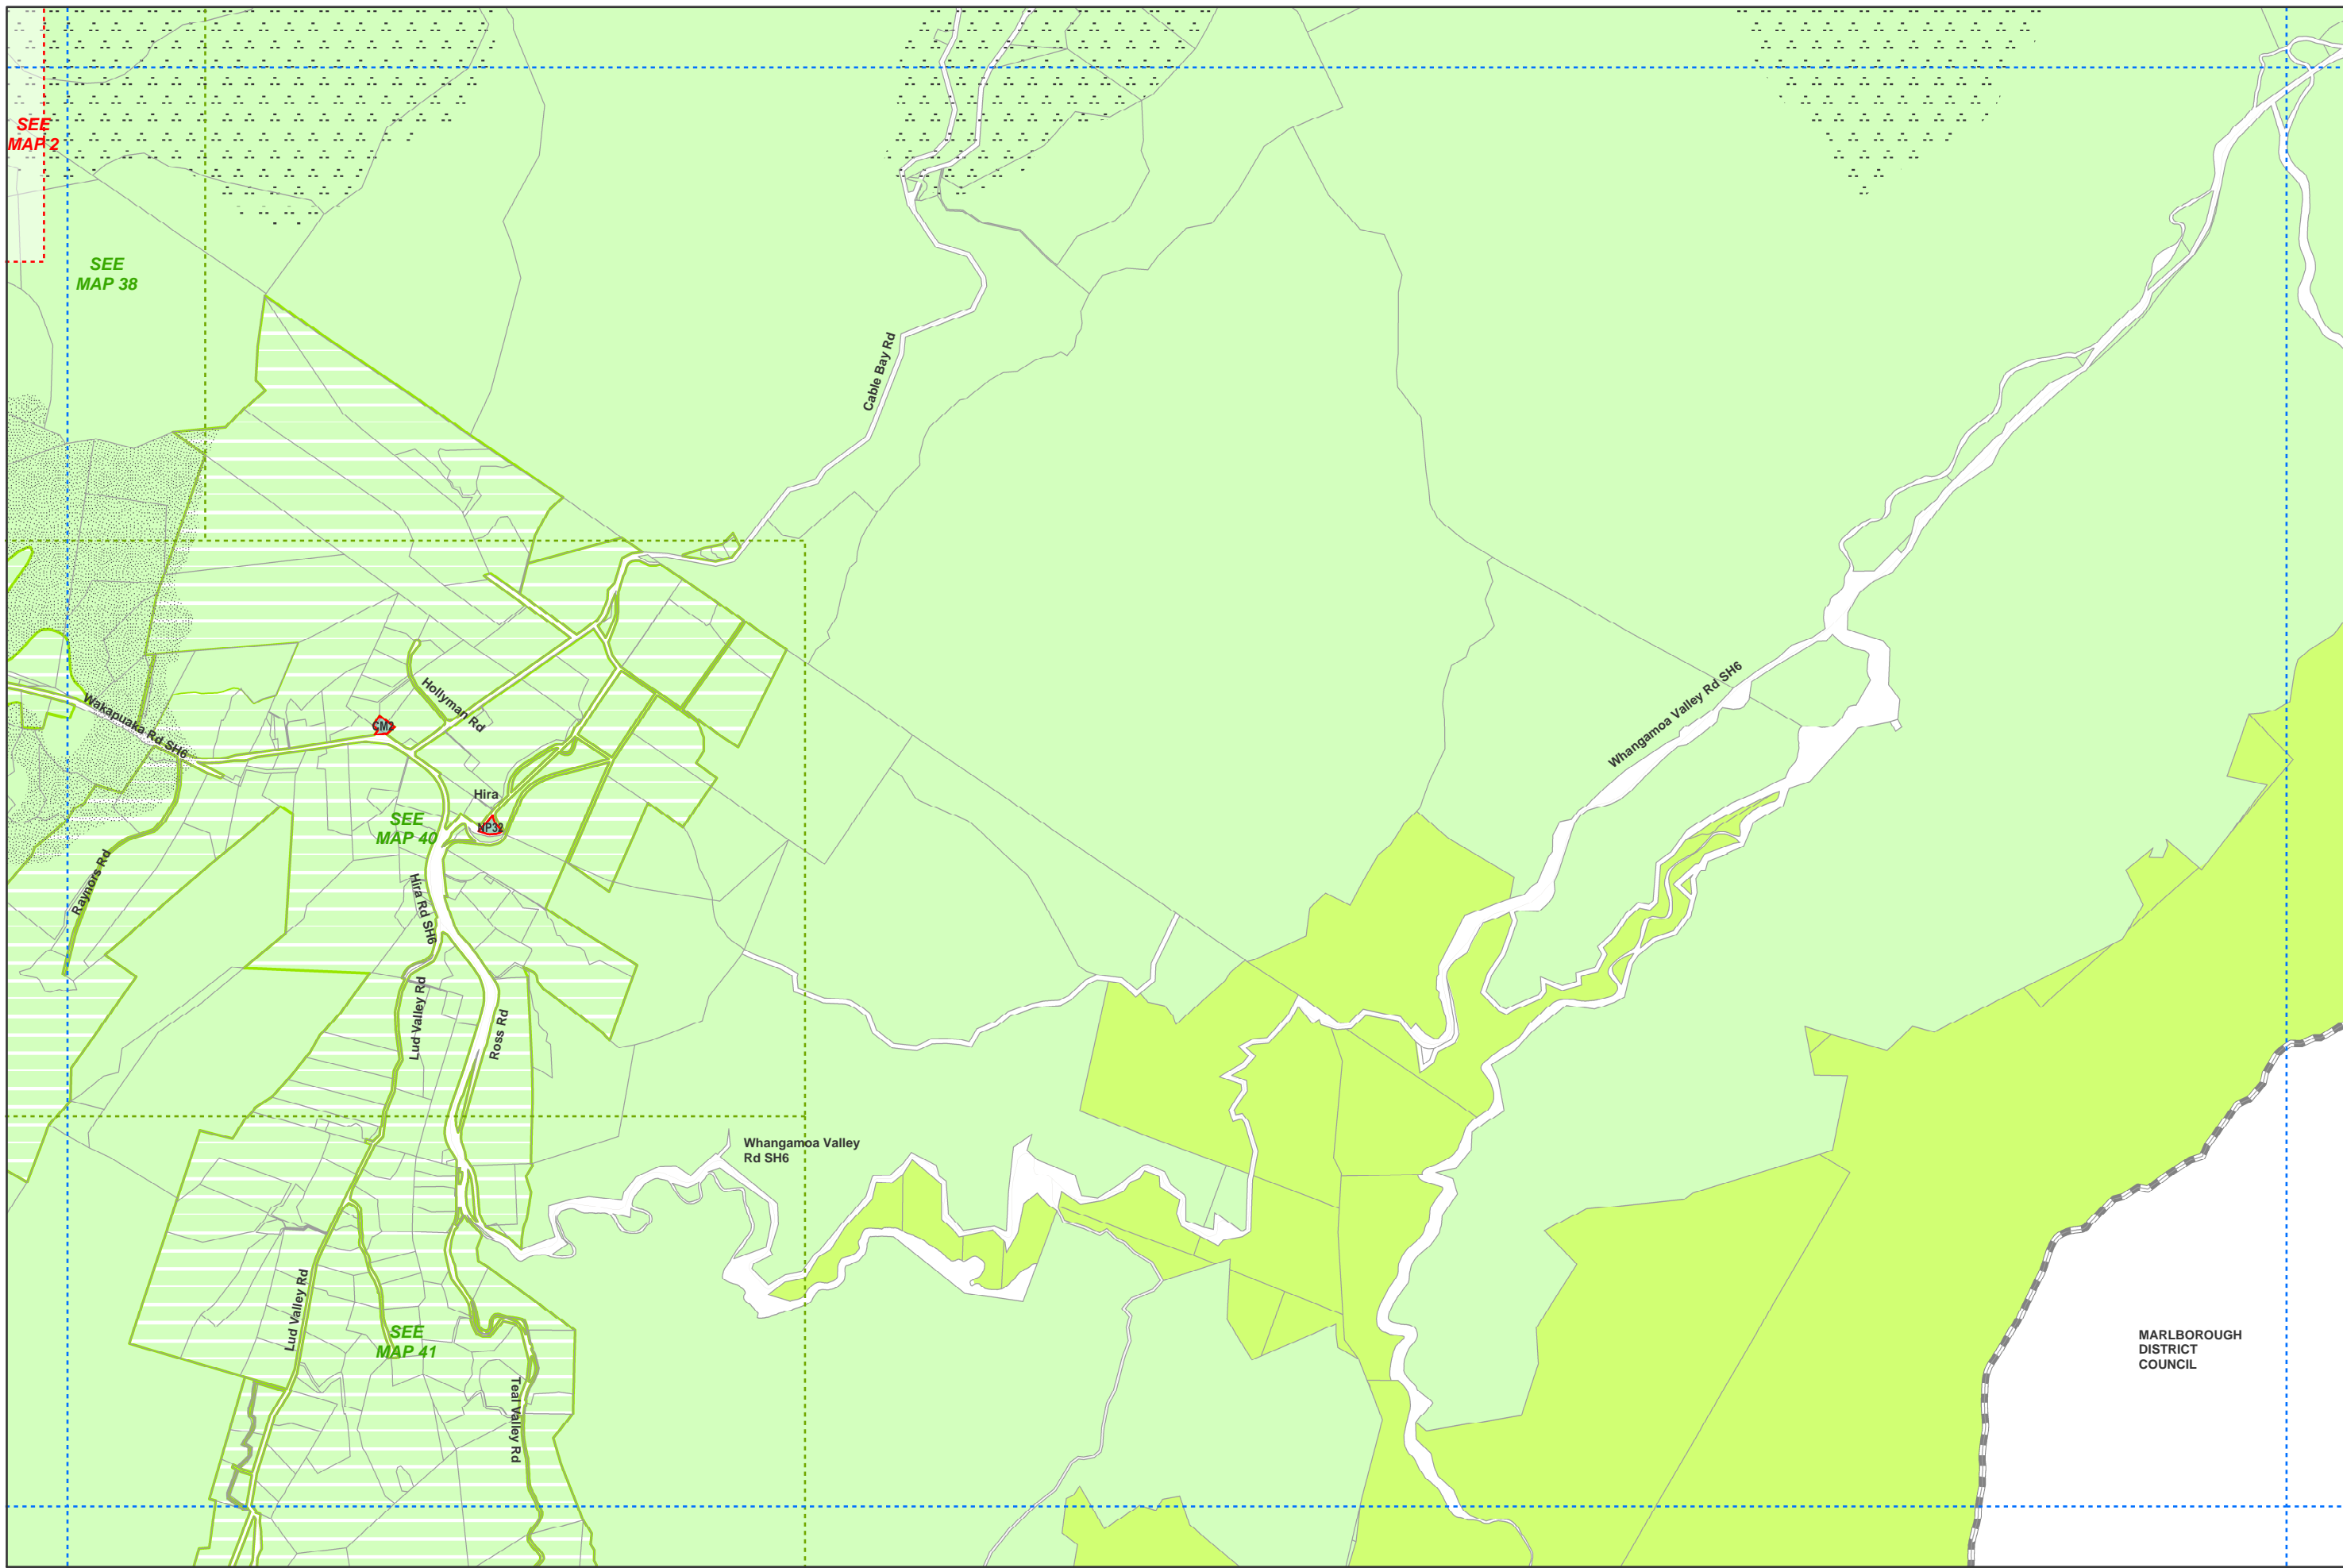 SEE
MAP 2
SEE
MAP 38
Cable Bay Rd
Hollyman Rd
Wakapuaka Rd SH6
CM2
Whangamoa Valley Rd SH6
Hira
NP32
SEE
MAP 40
Raynors Rd
Hira Rd SH6
Lud Valley Rd
Ross Rd
Whangamoa Valley
Rd SH6
Lud Valley Rd
SEE
MAP 41
Teal Valley Rd
MARLBOROUGH
DISTRICT
COUNCIL